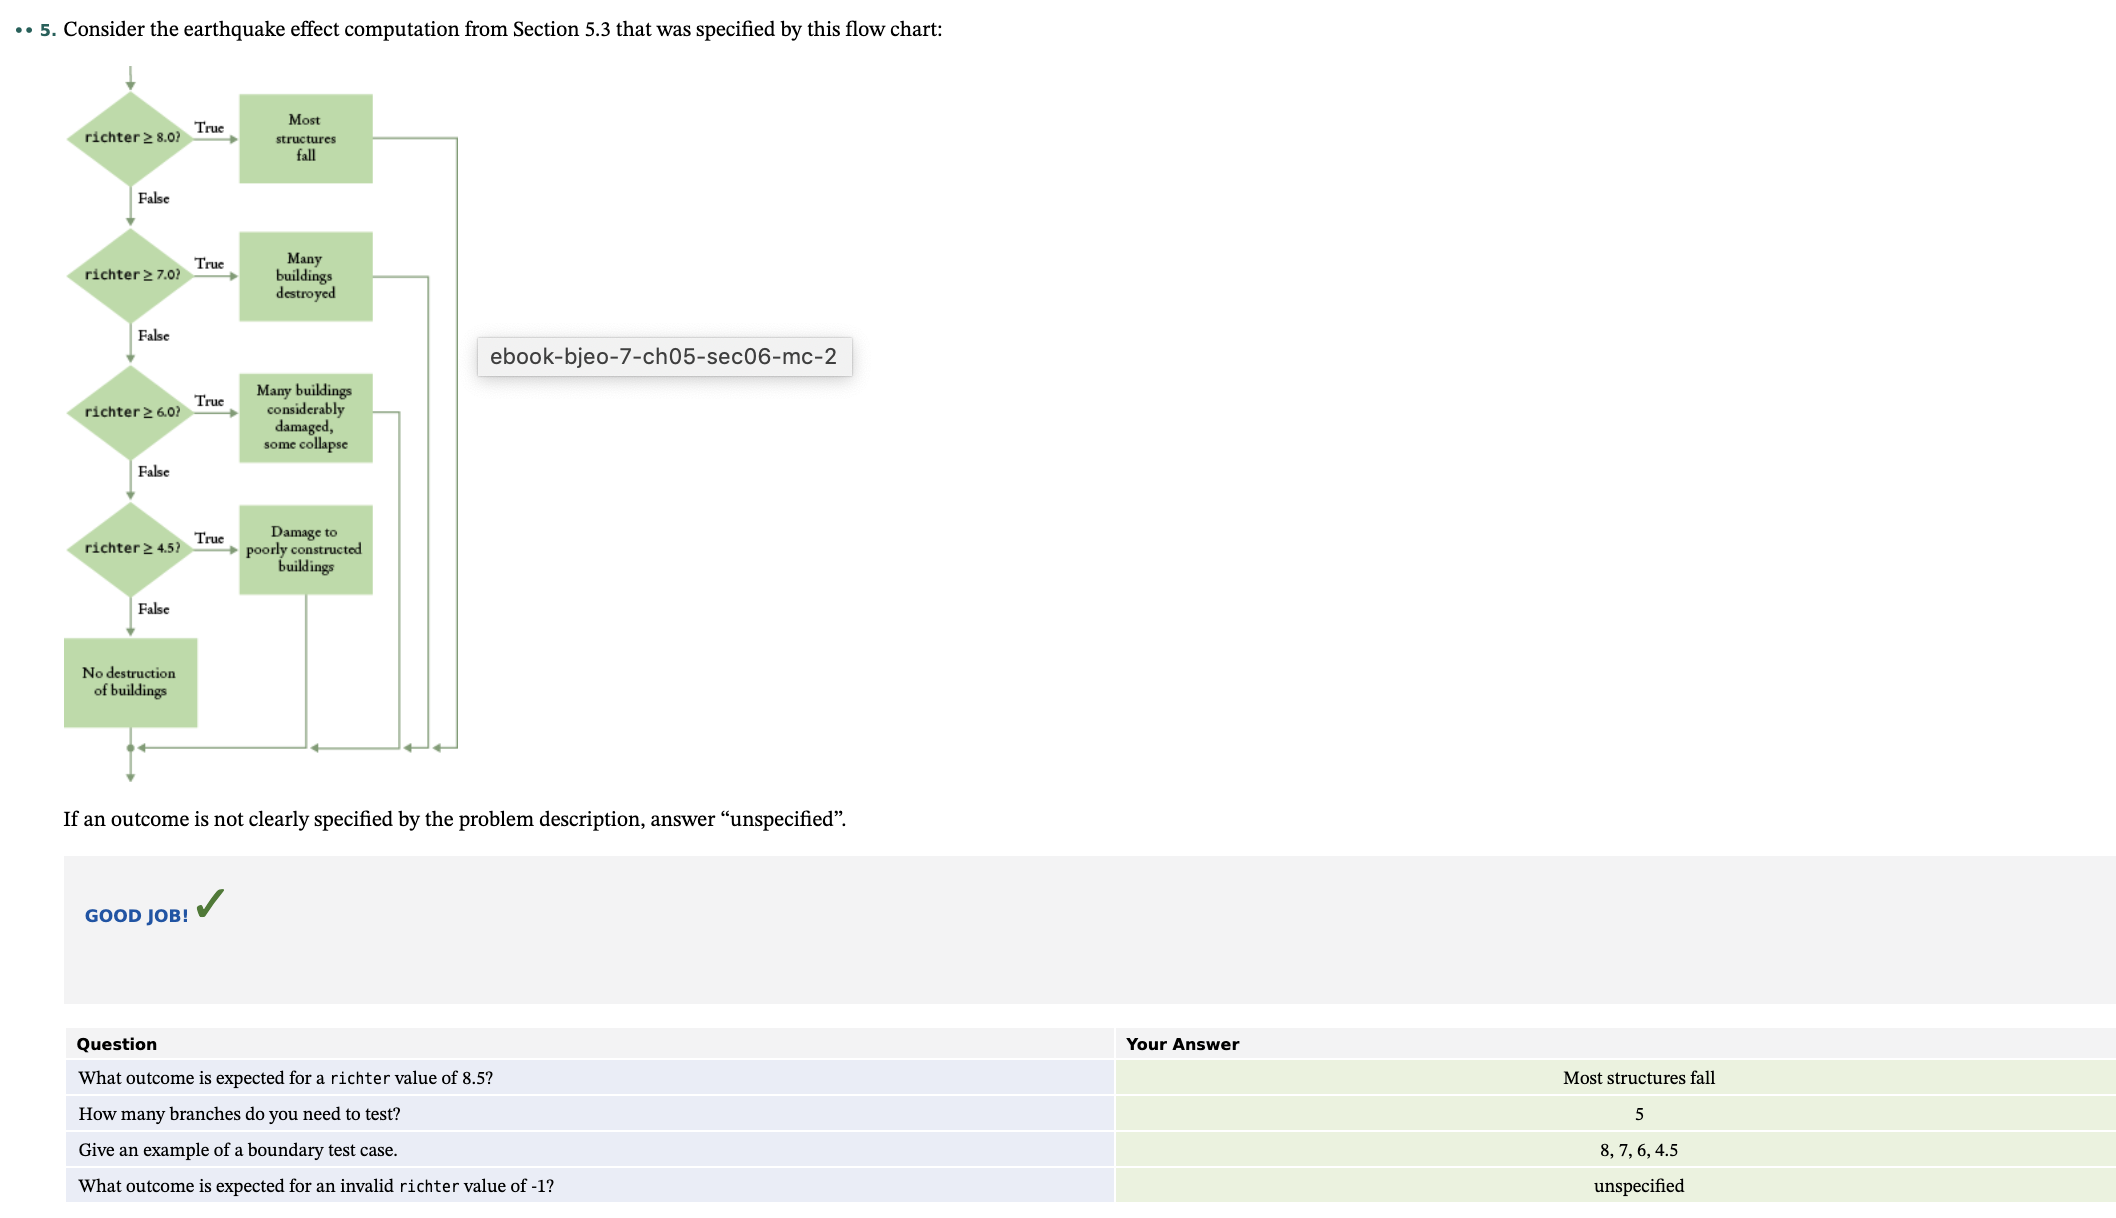 •• 5. Consider the earthquake effect computation from Section 5.3 that was specified by this flow chart:
richter ≥ 8.0?
True
Most
structures
fall
False
richter ≥ 7.0?
True
Many
buildings
destroyed
False
ebook-bjeo-7-ch05-sec06-mc-2
richter ≥ 6.0?
True
Many buildings
considerably
damaged,
some collapse
False
richter ≥ 4.5?
True
Damage to
poorly constructed
buildings
False
No destruction
of buildings
If an outcome is not clearly specified by the problem description, answer “unspecified”.
GOOD JOB! ✓
Question Your Answer
What outcome is expected for a richter value of 8.5? Most structures fall
How many branches do you need to test? 5
Give an example of a boundary test case. 8, 7, 6, 4.5
What outcome is expected for an invalid richter value of -1? unspecified